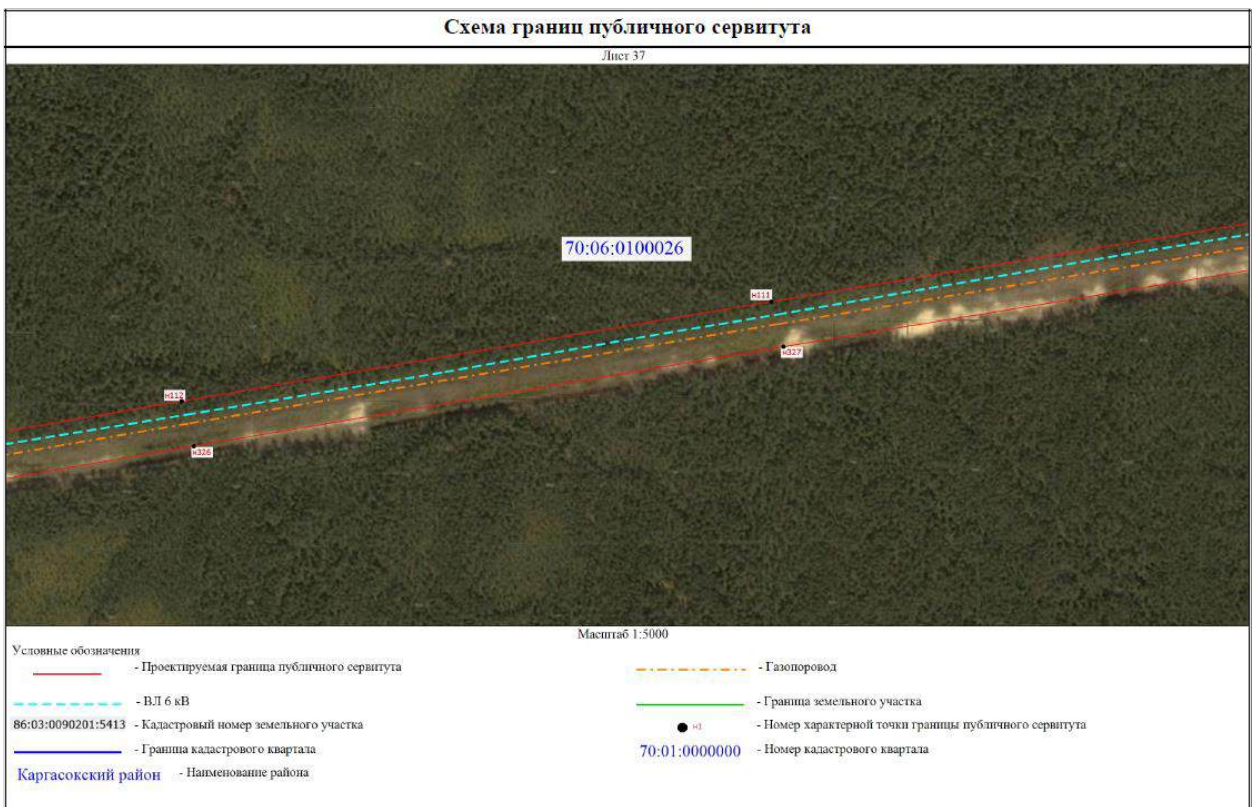 Схема границ публичного сервитута
Лист 37
70:06:0100026
н111
н327
н112
н326
Масштаб 1:5000
Условные обозначения
- Проектируемая граница публичного сервитута
- Газопоровод
- ВЛ 6 кВ
- Граница земельного участка
86:03:0090201:5413 - Кадастровый номер земельного участка
н1 - Номер характерной точки границы публичного сервитута
- Граница кадастрового квартала
70:01:0000000 - Номер кадастрового квартала
Каргасокский район - Наименование района